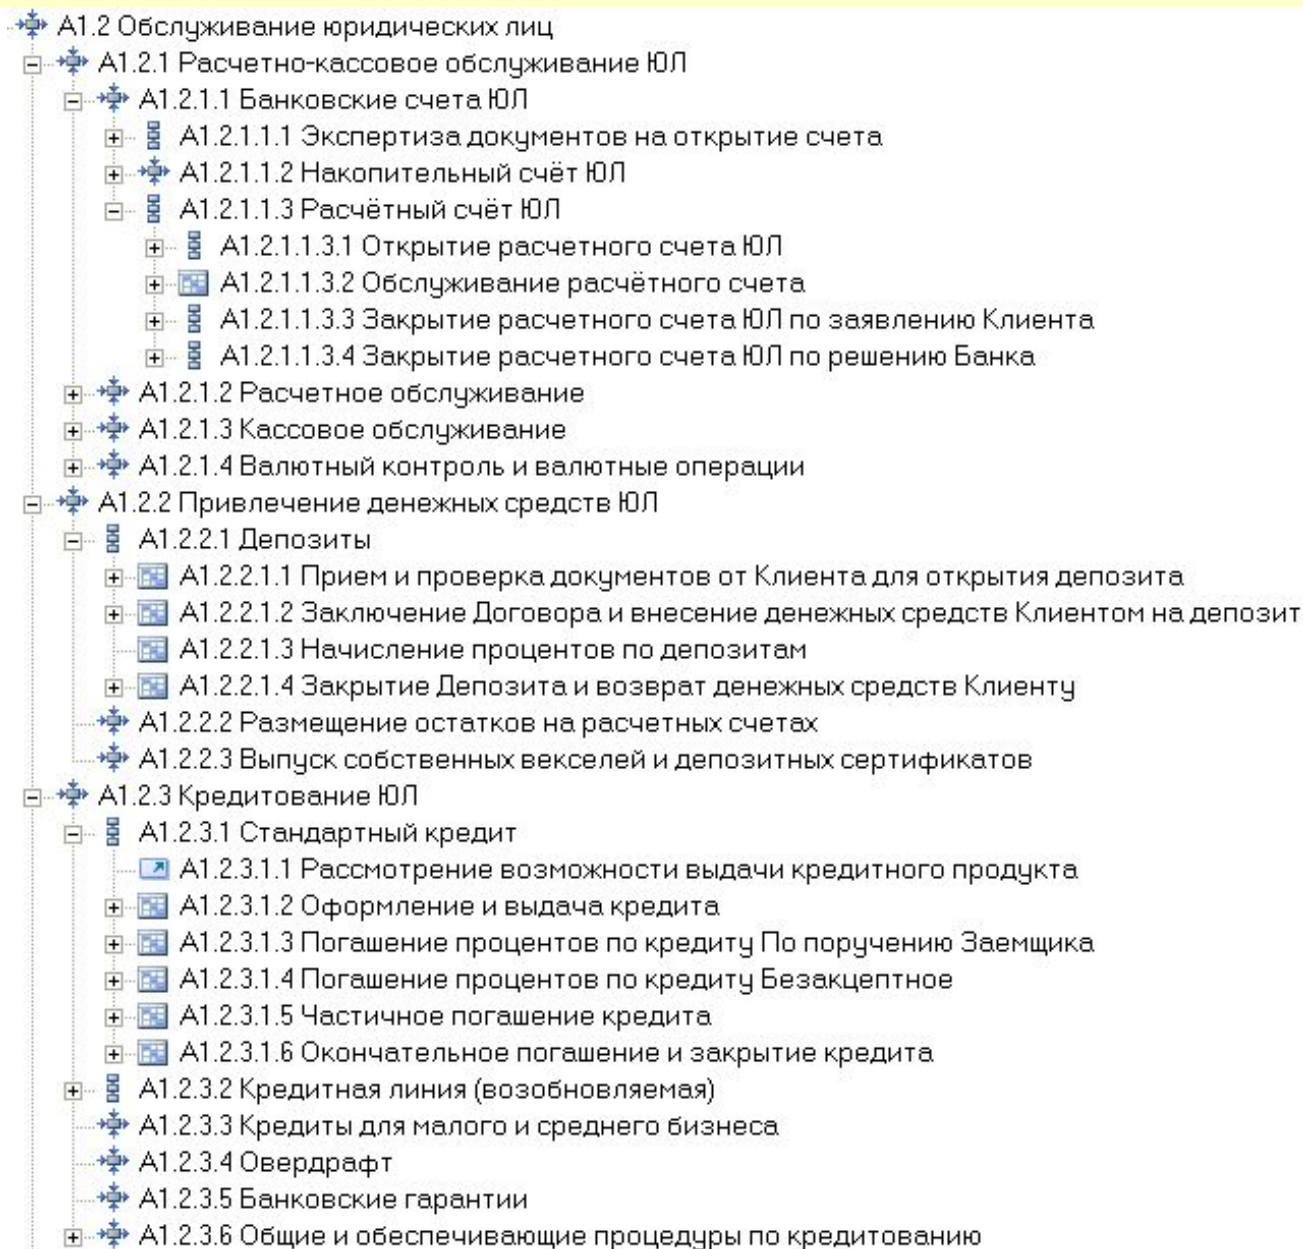 А1.2 Обслуживание юридических лиц
А1.2.1 Расчетно-кассовое обслуживание ЮЛ
А1.2.1.1 Банковские счета ЮЛ
А1.2.1.1.1 Экспертиза документов на открытие счета
А1.2.1.1.2 Накопительный счёт ЮЛ
А1.2.1.1.3 Расчётный счёт ЮЛ
А1.2.1.1.3.1 Открытие расчетного счета ЮЛ
А1.2.1.1.3.2 Обслуживание расчётного счета
А1.2.1.1.3.3 Закрытие расчетного счета ЮЛ по заявлению Клиента
А1.2.1.1.3.4 Закрытие расчетного счета ЮЛ по решению Банка
А1.2.1.2 Расчетное обслуживание
А1.2.1.3 Кассовое обслуживание
А1.2.1.4 Валютный контроль и валютные операции
А1.2.2 Привлечение денежных средств ЮЛ
А1.2.2.1 Депозиты
А1.2.2.1.1 Прием и проверка документов от Клиента для открытия депозита
А1.2.2.1.2 Заключение Договора и внесение денежных средств Клиентом на депозит
А1.2.2.1.3 Начисление процентов по депозитам
А1.2.2.1.4 Закрытие Депозита и возврат денежных средств Клиенту
А1.2.2.2 Размещение остатков на расчетных счетах
А1.2.2.3 Выпуск собственных векселей и депозитных сертификатов
А1.2.3 Кредитование ЮЛ
А1.2.3.1 Стандартный кредит
А1.2.3.1.1 Рассмотрение возможности выдачи кредитного продукта
А1.2.3.1.2 Оформление и выдача кредита
А1.2.3.1.3 Погашение процентов по кредиту По поручению Заемщика
А1.2.3.1.4 Погашение процентов по кредиту Безакцептное
А1.2.3.1.5 Частичное погашение кредита
А1.2.3.1.6 Окончательное погашение и закрытие кредита
А1.2.3.2 Кредитная линия (возобновляемая)
А1.2.3.3 Кредиты для малого и среднего бизнеса
А1.2.3.4 Овердрафт
А1.2.3.5 Банковские гарантии
А1.2.3.6 Общие и обеспечивающие процедуры по кредитованию